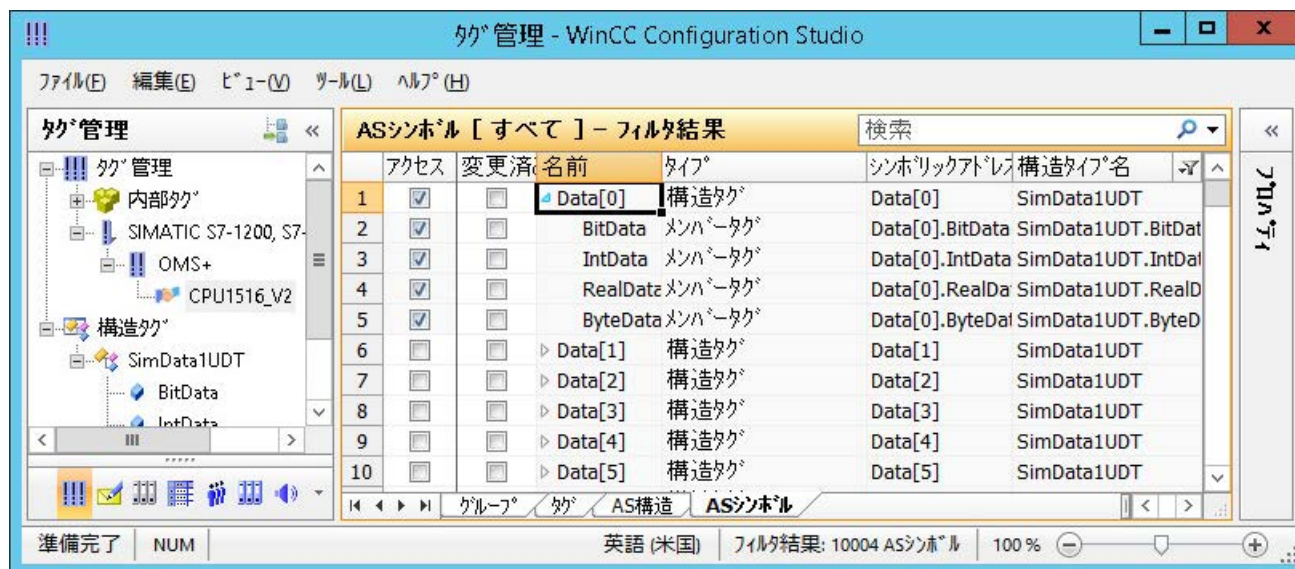 タグ管理 - WinCC Configuration Studio
ファイル(F) 編集(E) ビュー(V) ツール(L) ヘルプ(H)
タグ管理
タグ管理
内部タグ
SIMATIC S7-1200, S7-
OMS+
CPU1516_V2
構造タグ
SimData1UDT
BitData
IntData
ASシンボル [ すべて ] - フィルタ結果 検索
アクセス 変更済 名前 タイプ シンボリックアドレス 構造タイプ名
1 Data[0] 構造タグ Data[0] SimData1UDT
2 BitData メンバータグ Data[0].BitData SimData1UDT.BitDat
3 IntData メンバータグ Data[0].IntData SimData1UDT.IntDat
4 RealData メンバータグ Data[0].RealDa SimData1UDT.RealD
5 ByteData メンバータグ Data[0].ByteDat SimData1UDT.ByteD
6 Data[1] 構造タグ Data[1] SimData1UDT
7 Data[2] 構造タグ Data[2] SimData1UDT
8 Data[3] 構造タグ Data[3] SimData1UDT
9 Data[4] 構造タグ Data[4] SimData1UDT
10 Data[5] 構造タグ Data[5] SimData1UDT
グループ タグ AS構造 ASシンボル
プロパティ
準備完了 NUM 英語 (米国) フィルタ結果: 10004 ASシンボル 100 %